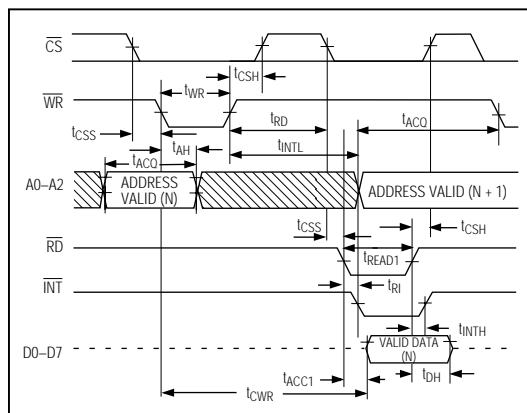 CS
tCSH
tWR
WR
tCSS
tAH
tRD
tACQ
tACQ
tINTL
A0–A2
ADDRESS
VALID (N)
ADDRESS VALID (N + 1)
tCSS
tCSH
RD
tREAD1
tRI
INT
tINTH
D0–D7
VALID DATA
(N)
tACC1
tDH
tCWR